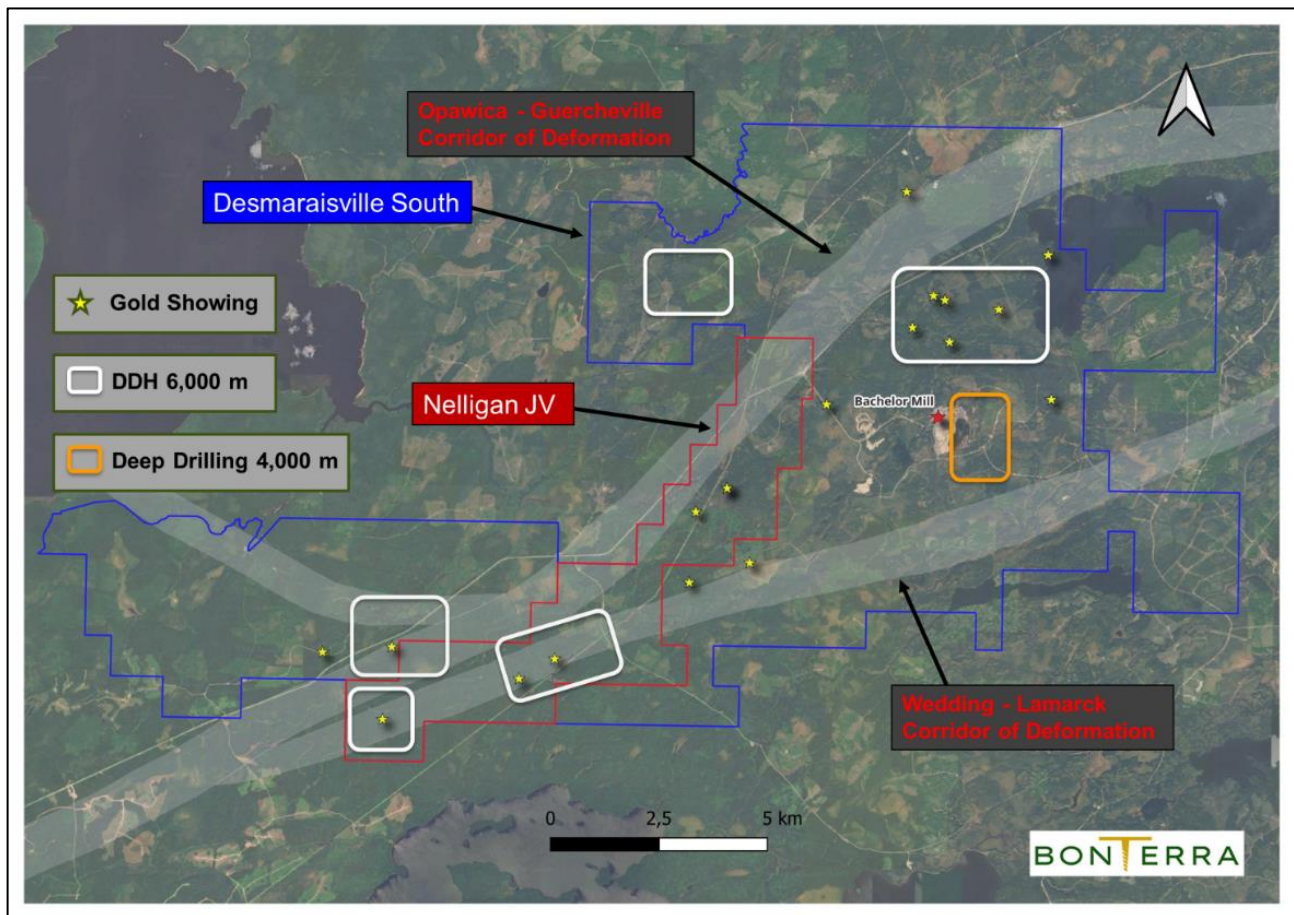 Opawica - Guercheville
Corridor of Deformation
Desmaraisville South
Gold Showing
DDH 6,000 m
Nelligan JV
Bachelor Mill
Deep Drilling 4,000 m
Wedding - Lamarck
Corridor of Deformation
0 2,5 5 km
BONTERRA